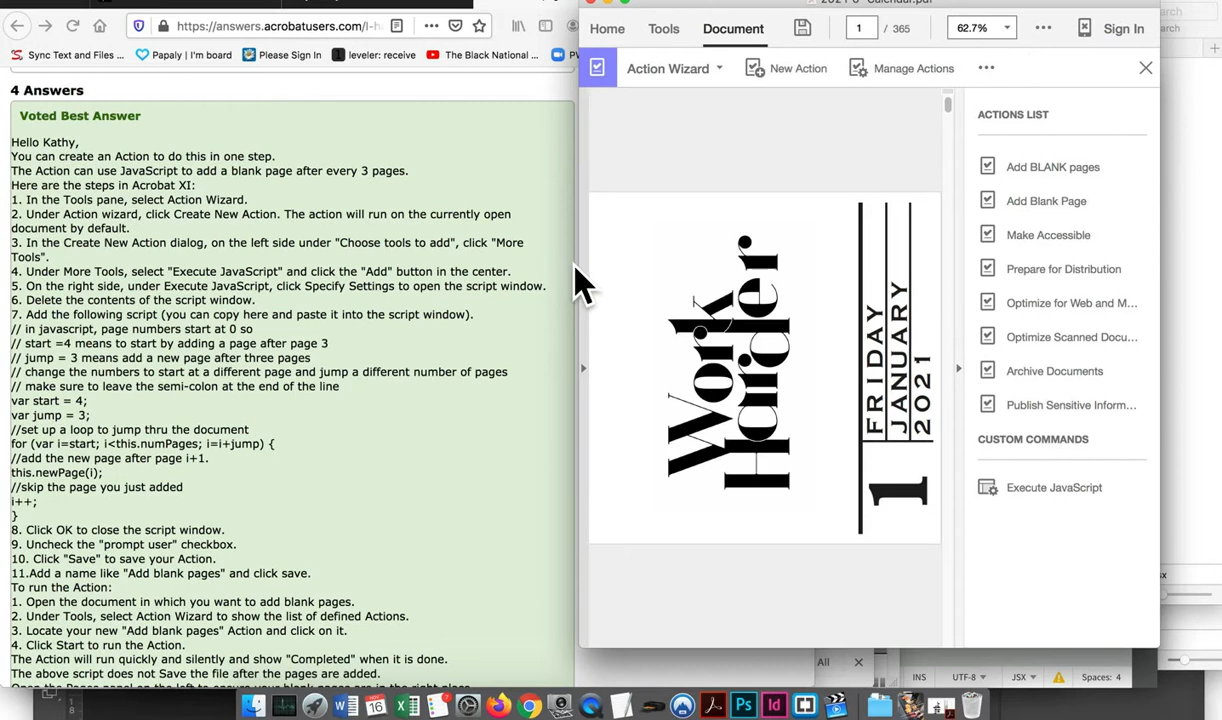 https://answers.acrobatusers.com/I-h
Sync Text and Files ...
Papaly | I'm board
Please Sign In
leveler: receive
The Black National ...
4 Answers
Voted Best Answer
Hello Kathy,
You can create an Action to do this in one step.
The Action can use JavaScript to add a blank page after every 3 pages.
Here are the steps in Acrobat XI:
1. In the Tools pane, select Action Wizard.
2. Under Action wizard, click Create New Action. The action will run on the currently open
document by default.
3. In the Create New Action dialog, on the left side under "Choose tools to add", click "More
Tools".
4. Under More Tools, select "Execute JavaScript" and click the "Add" button in the center.
5. On the right side, under Execute JavaScript, click Specify Settings to open the script window.
6. Delete the contents of the script window.
7. Add the following script (you can copy here and paste it into the script window).
// in javascript, page numbers start at 0 so
// start =4 means to start by adding a page after page 3
// jump = 3 means add a new page after three pages
// change the numbers to start at a different page and jump a different number of pages
// make sure to leave the semi-colon at the end of the line
var start = 4;
var jump = 3;
//set up a loop to jump thru the document
for (var i=start; i<this.numPages; i=i+jump) {
//add the new page after page i+1.
this.newPage(i);
//skip the page you just added
i++;
}
8. Click OK to close the script window.
9. Uncheck the "prompt user" checkbox.
10. Click "Save" to save your Action.
11.Add a name like "Add blank pages" and click save.
To run the Action:
1. Open the document in which you want to add blank pages.
2. Under Tools, select Action Wizard to show the list of defined Actions.
3. Locate your new "Add blank pages" Action and click on it.
4. Click Start to run the Action.
The Action will run quickly and silently and show "Completed" when it is done.
The above script does not Save the file after the pages are added.
Home Tools Document 1 / 365 62.7% ... Sign In
Action Wizard New Action Manage Actions ...
Work
Harder
1
FRIDAY
JANUARY
2021
ACTIONS LIST
Add BLANK pages
Add Blank Page
Make Accessible
Prepare for Distribution
Optimize for Web and M...
Optimize Scanned Docu...
Archive Documents
Publish Sensitive Inform...
CUSTOM COMMANDS
Execute JavaScript
All
INS UTF-8 JSX Spaces: 4